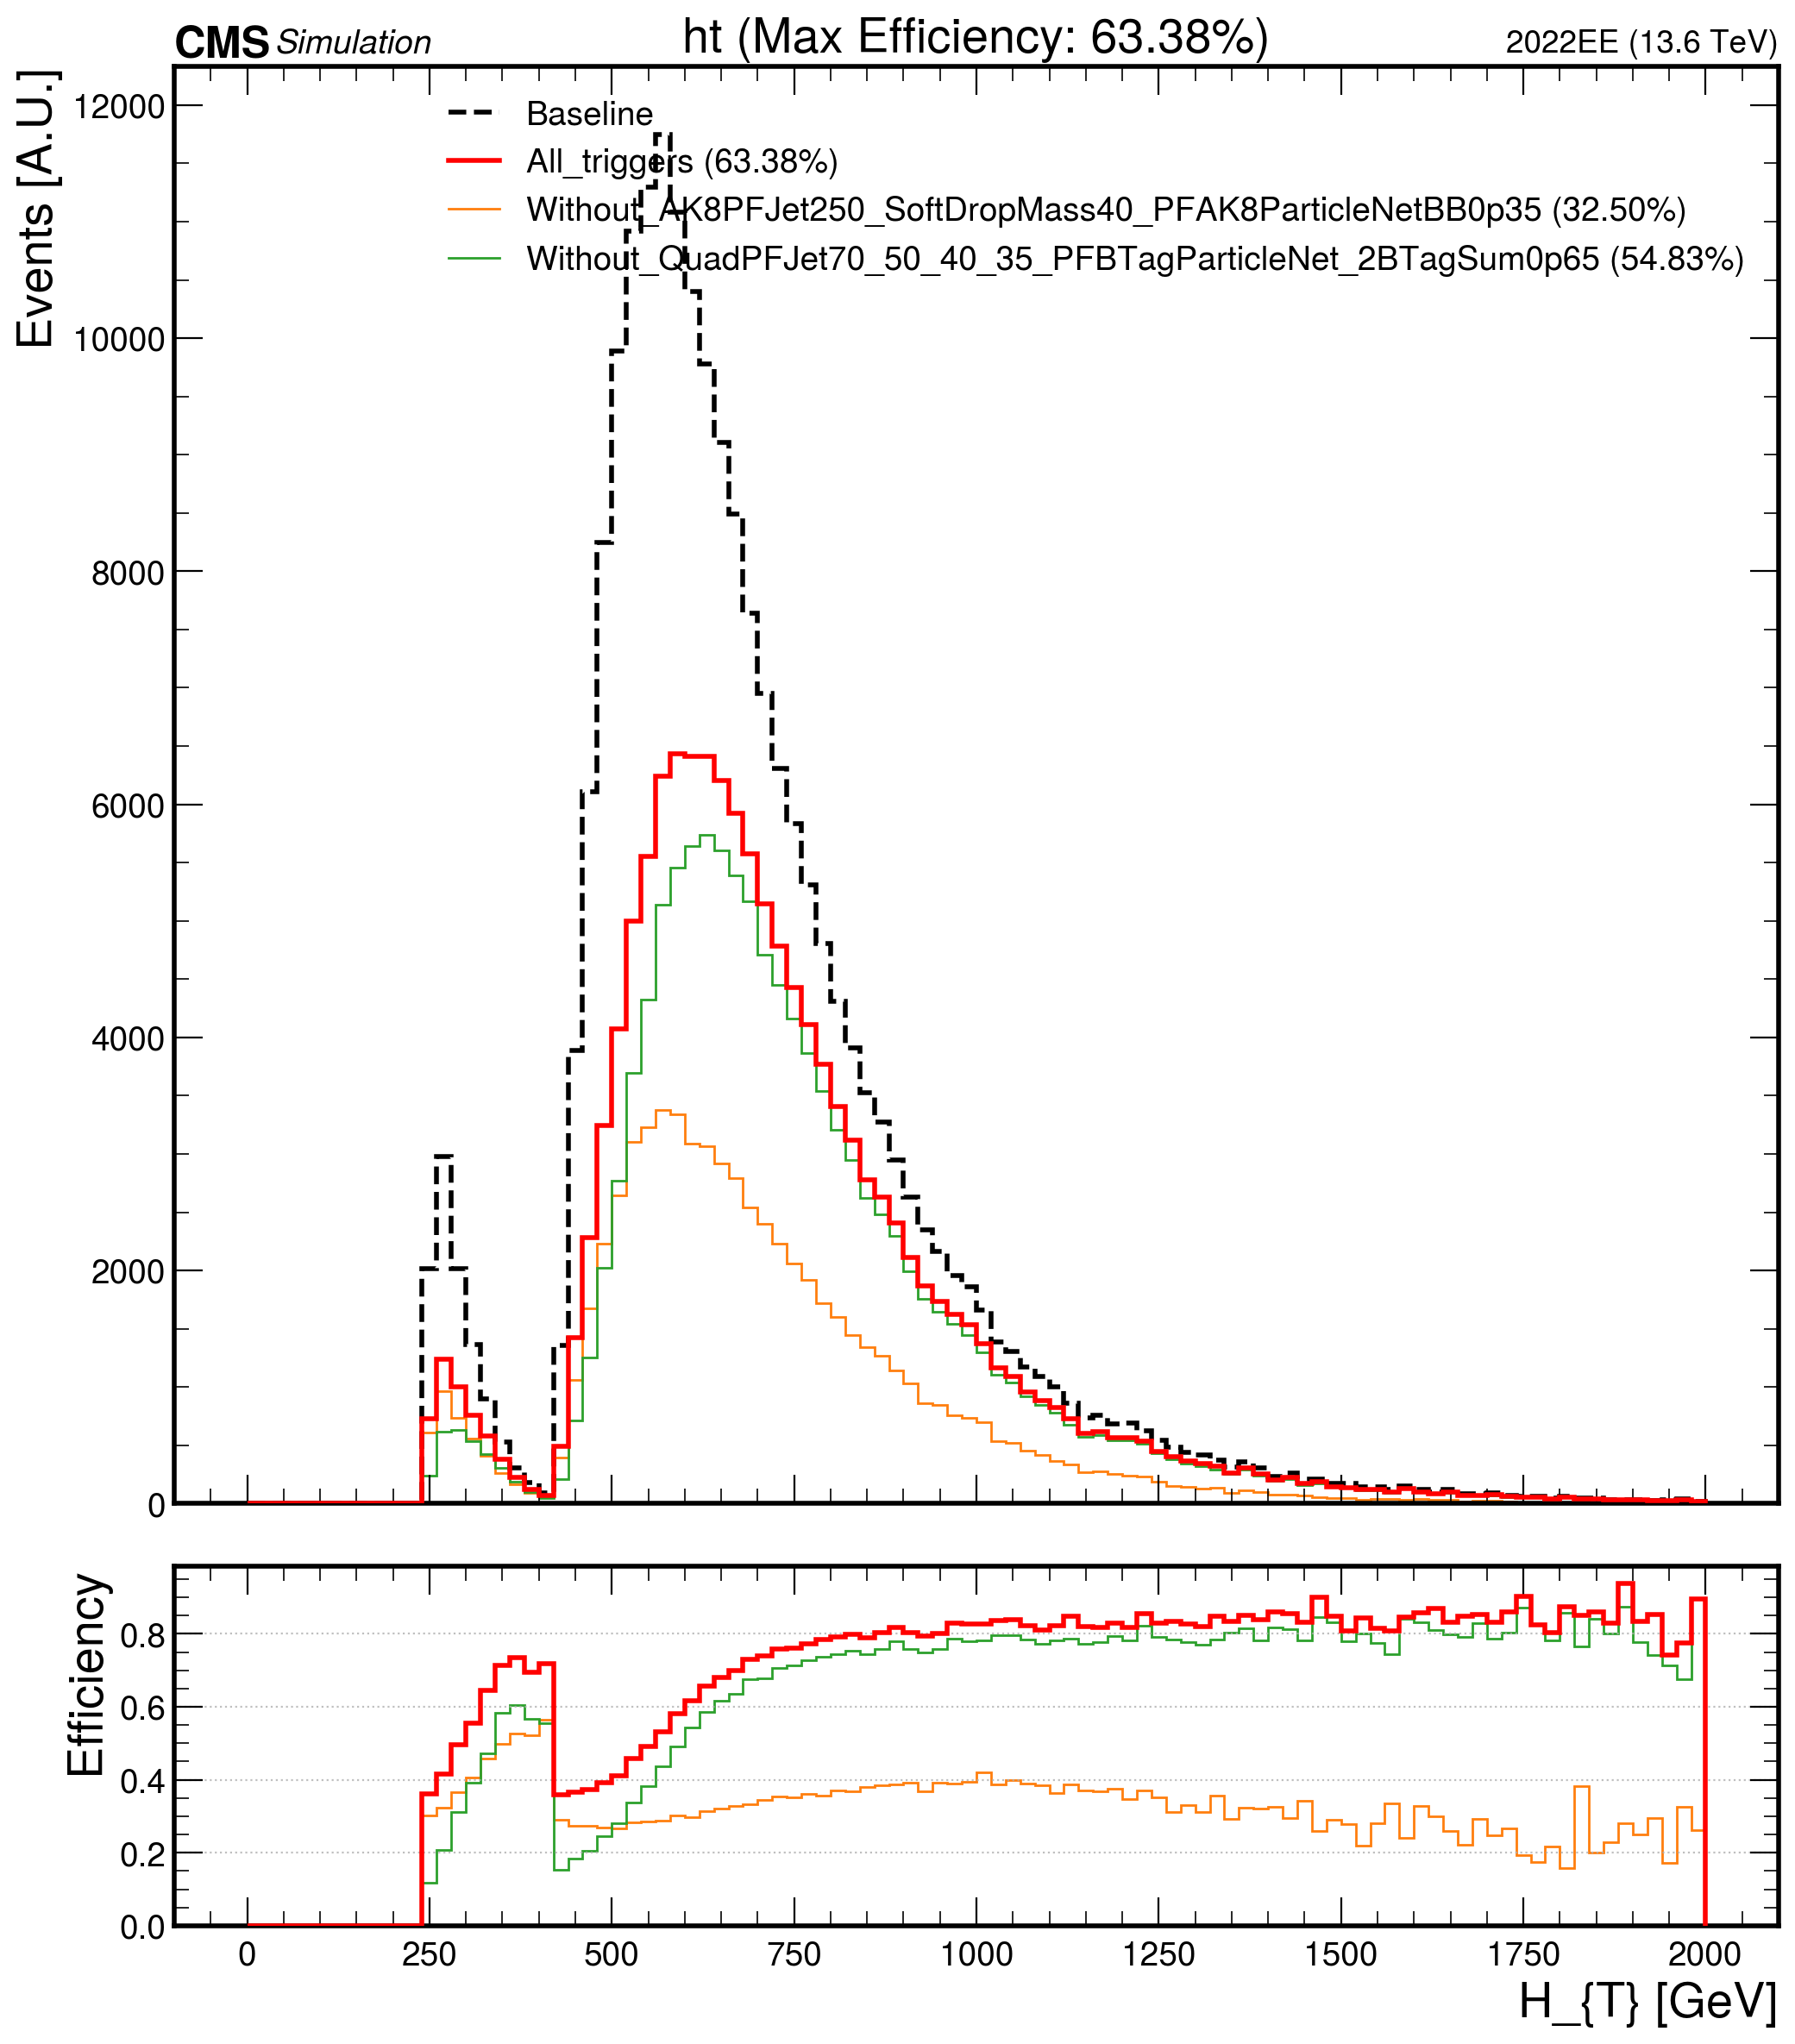 CMS Simulation ht (Max Efficiency: 63.38%) 2022EE (13.6 TeV)
Events [A.U.]
12000
10000
8000
6000
4000
2000
0
Baseline
All_triggers (63.38%)
Without_AK8PFJet250_SoftDropMass40_PFAK8ParticleNetBB0p35 (32.50%)
Without_QuadPFJet70_50_40_35_PFBTagParticleNet_2BTagSum0p65 (54.83%)
Efficiency
0.8
0.6
0.4
0.2
0.0
0 250 500 750 1000 1250 1500 1750 2000
H_{T} [GeV]